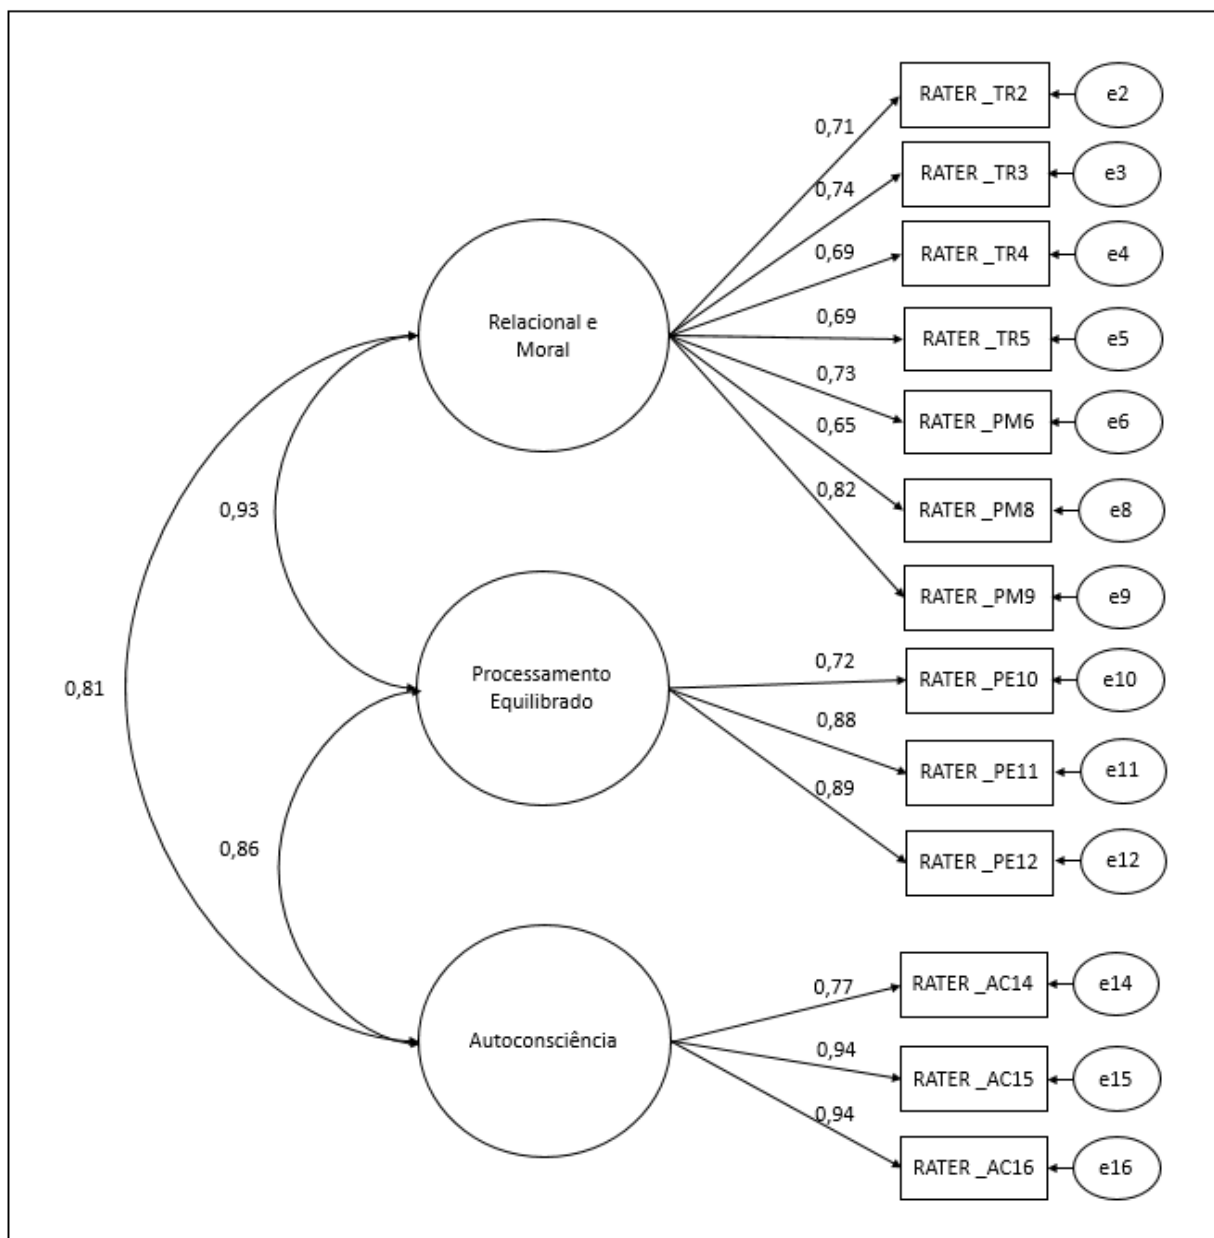 RATER _TR2
e2
0,71
RATER _TR3
e3
0,74
RATER _TR4
e4
0,69
Relacional e
Moral
0,69
RATER _TR5
e5
0,73
RATER _PM6
e6
0,65
0,82
RATER _PM8
e8
0,93
RATER _PM9
e9
Processamento
Equilibrado
0,72
RATER _PE10
e10
0,81
0,88
RATER _PE11
e11
0,89
0,86
RATER _PE12
e12
0,77
RATER _AC14
e14
Autoconsciência
0,94
RATER _AC15
e15
0,94
RATER _AC16
e16